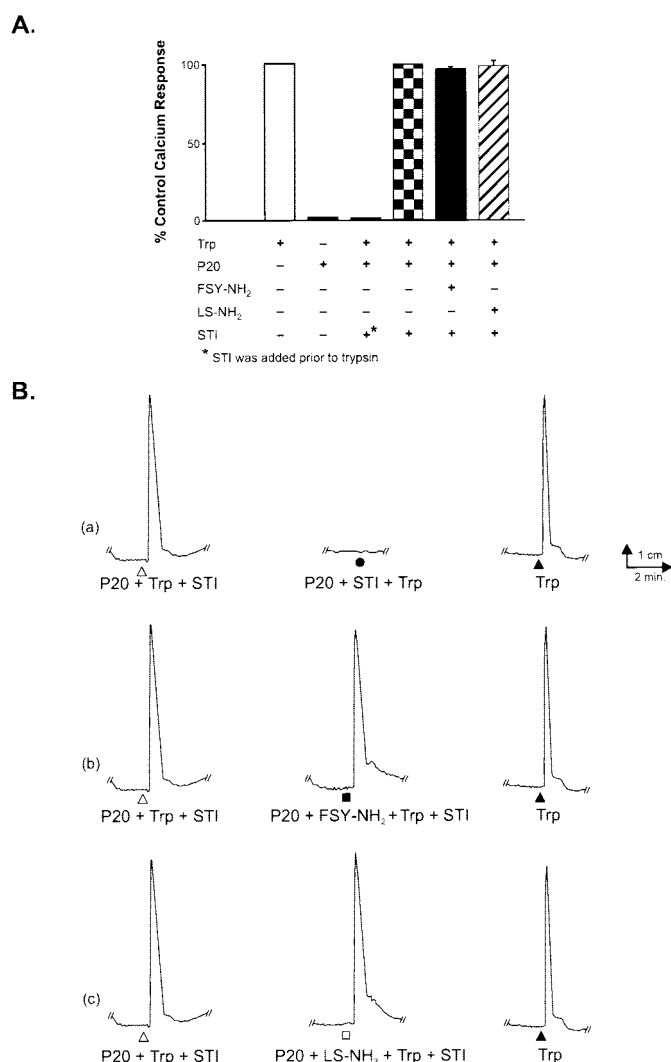 A.
% Control Calcium Response
100
50
0
Trp + – + + + +
P20 – + + + + +
FSY-NH2 – – – – + –
LS-NH2 – – – – – +
STI – – +* + + +
* STI was added prior to trypsin
B.
(a)
P20 + Trp + STI
P20 + STI + Trp
Trp
1 cm
2 min.
(b)
P20 + Trp + STI
P20 + FSY-NH2 + Trp + STI
Trp
(c)
P20 + Trp + STI
P20 + LS-NH2 + Trp + STI
Trp